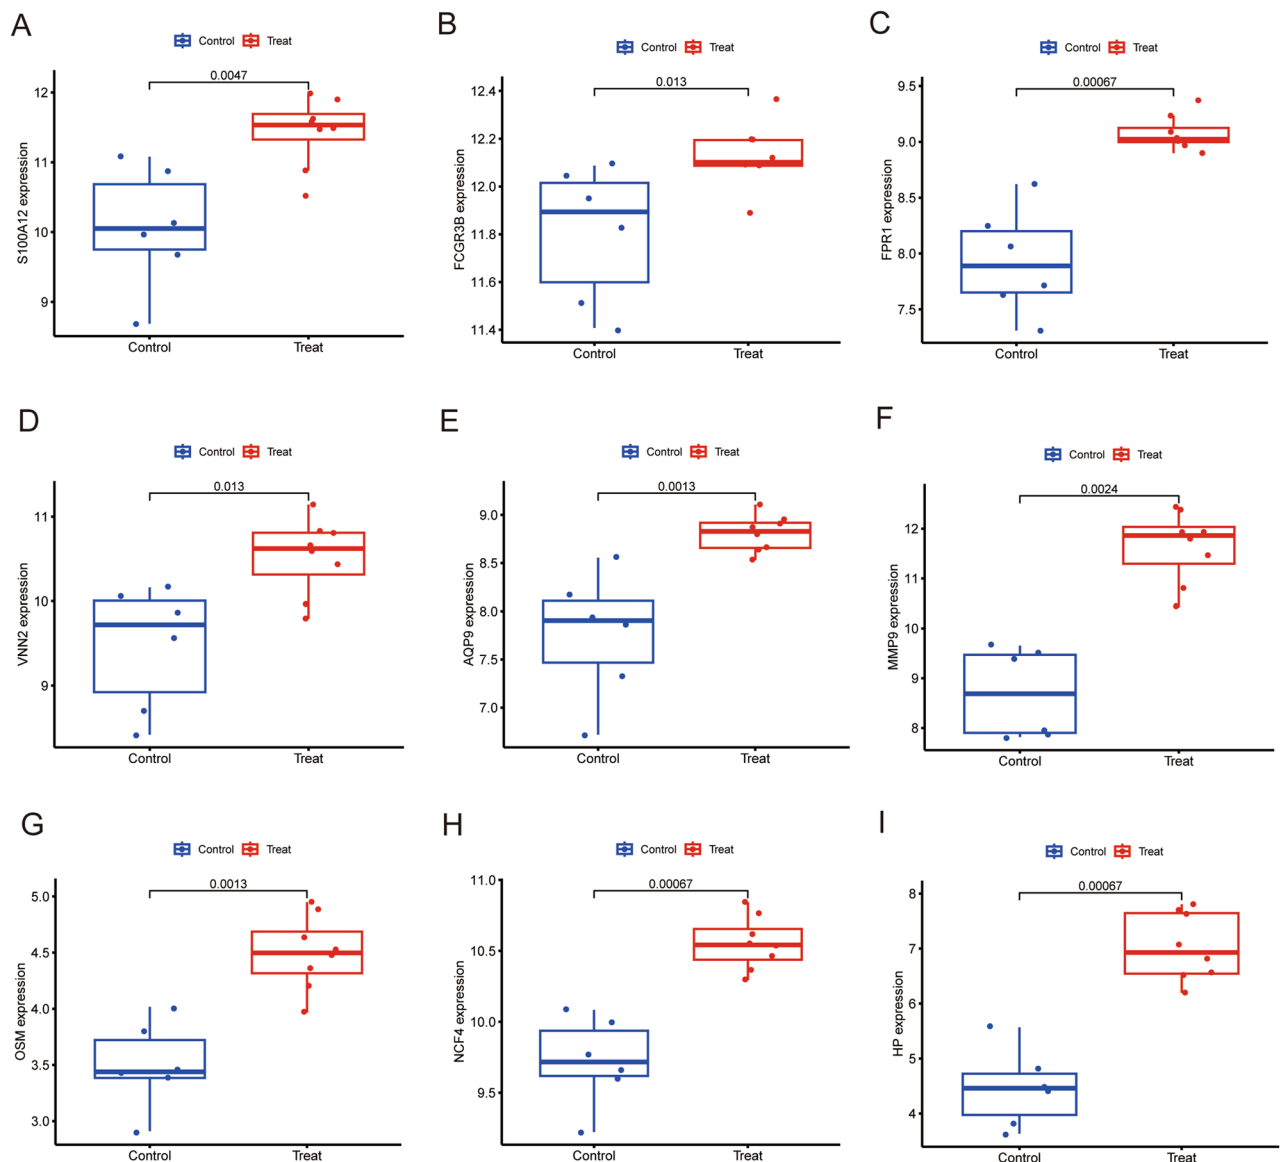 A
Control Treat
0.0047
S100A12 expression
12
11
10
9
Control Treat
B
Control Treat
0.013
FCGR3B expression
12.4
12.2
12.0
11.8
11.6
11.4
Control Treat
C
Control Treat
0.00067
FPR1 expression
9.5
9.0
8.5
8.0
7.5
Control Treat
D
Control Treat
0.013
VNN2 expression
11
10
9
Control Treat
E
Control Treat
0.0013
AQP9 expression
9.0
8.5
8.0
7.5
7.0
Control Treat
F
Control Treat
0.0024
MMP9 expression
12
11
10
9
8
Control Treat
G
Control Treat
0.0013
OSM expression
5.0
4.5
4.0
3.5
3.0
Control Treat
H
Control Treat
0.00067
NCF4 expression
11.0
10.5
10.0
9.5
Control Treat
I
Control Treat
0.00067
HP expression
8
7
6
5
4
Control Treat